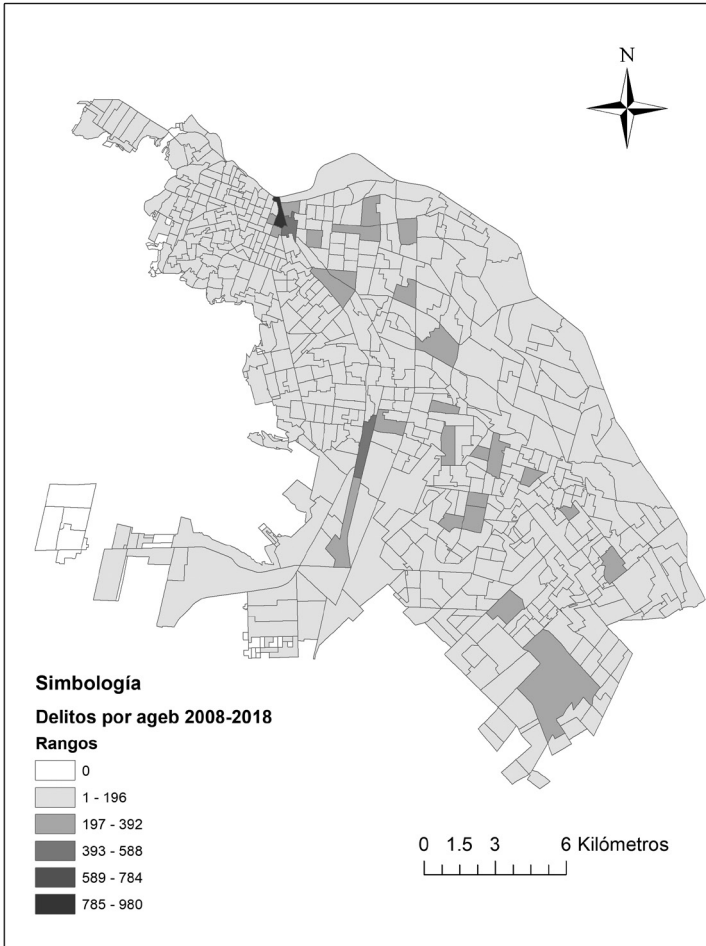 N
Simbología
Delitos por ageb 2008-2018
Rangos
0
1 - 196
197 - 392
393 - 588
589 - 784
785 - 980
0 1.5 3 6 Kilómetros